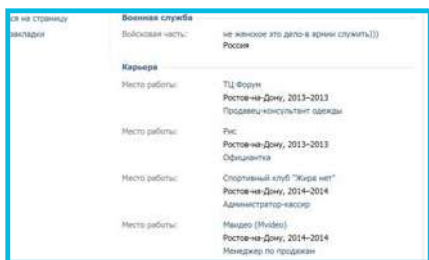 ся на страницу
закладки
Военная служба
Войсковая часть: не женское это дело-в армии служить)))
Россия
Карьера
Место работы: ТЦ Форум
Ростов-на-Дону, 2013–2013
Продавец-консультант одежды
Место работы: Рис
Ростов-на-Дону, 2013–2013
Официантка
Место работы: Спортивный клуб "Жира нет"
Ростов-на-Дону, 2014–2014
Администратор-кассир
Место работы: Мвидео (Mvideo)
Ростов-на-Дону, 2014–2014
Менеджер по продажам